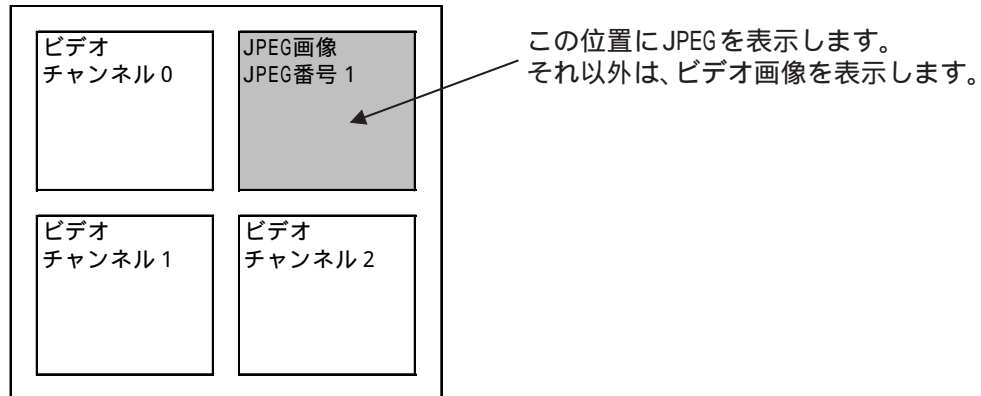 ビデオ
チャンネル 0
JPEG画像
JPEG番号 1
この位置にJPEGを表示します。
それ以外は、ビデオ画像を表示します。
ビデオ
チャンネル 1
ビデオ
チャンネル 2